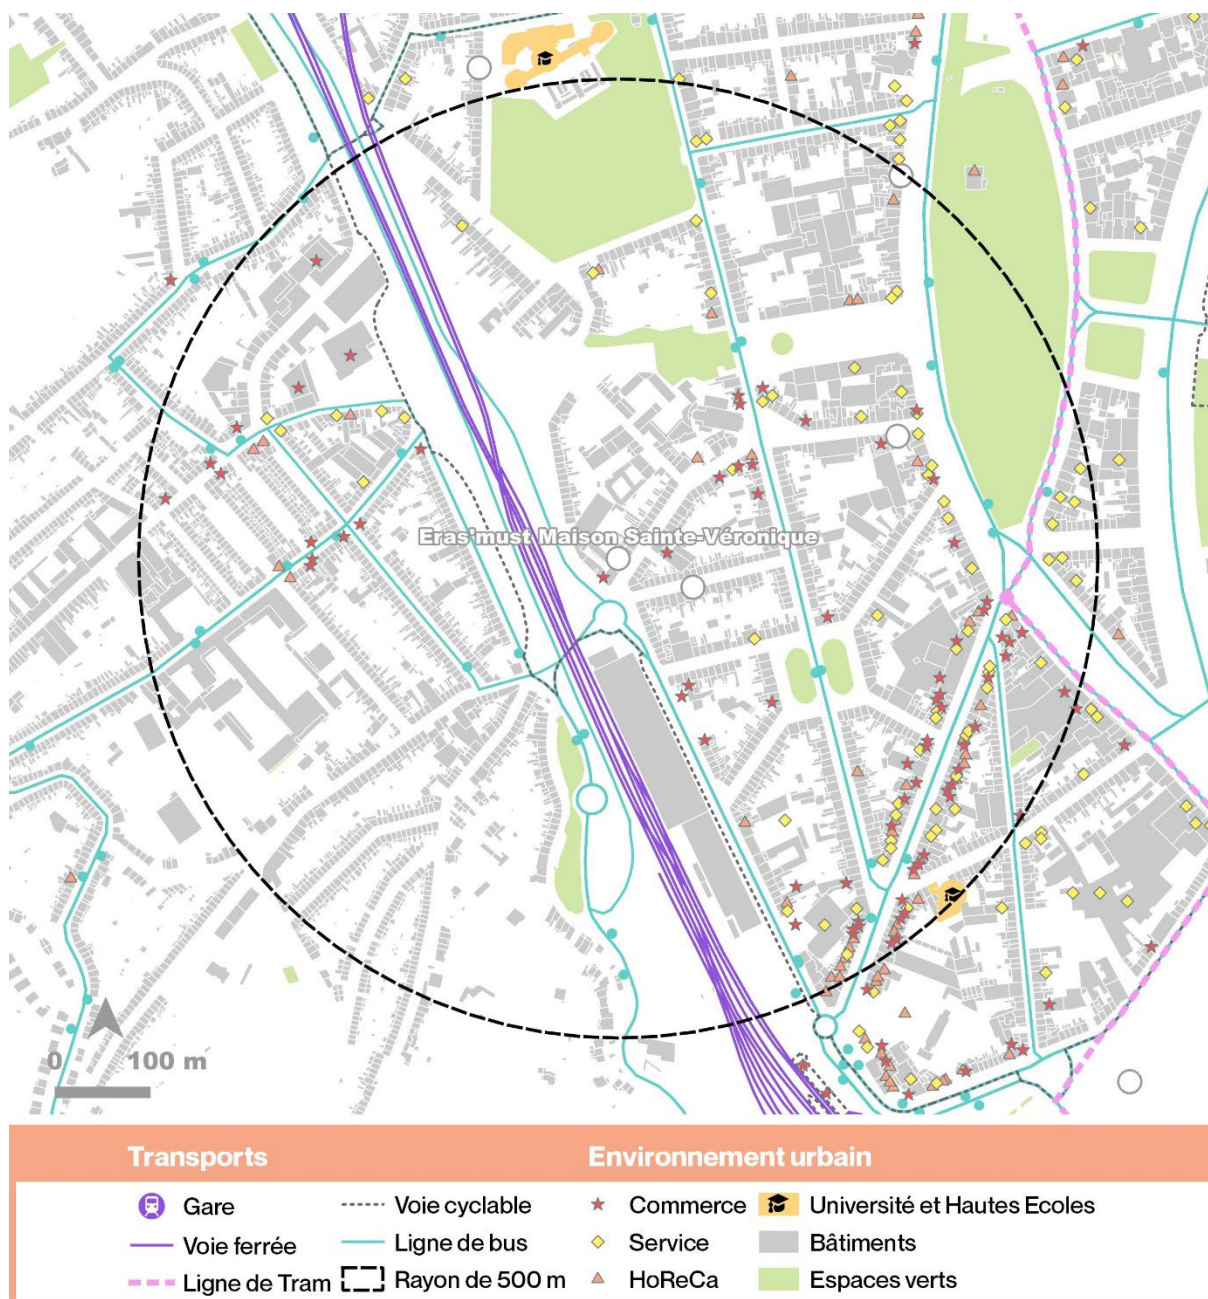 Eras'must Maison Sainte-Véronique
0 100 m
Transports
Environnement urbain
Gare
Voie cyclable
Commerce
Université et Hautes Ecoles
Voie ferrée
Ligne de bus
Service
Bâtiments
Ligne de Tram
Rayon de 500 m
HoReCa
Espaces verts